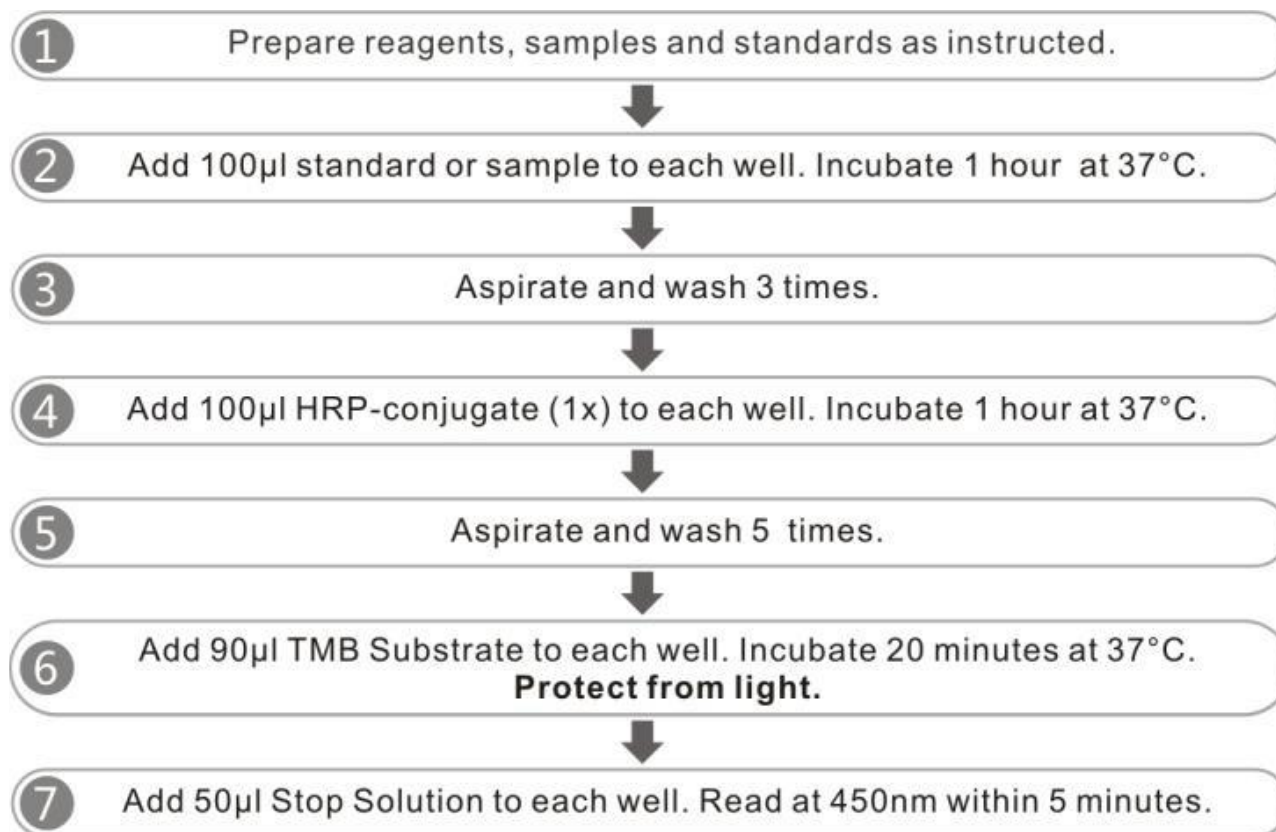 1 Prepare reagents, samples and standards as instructed.
2 Add 100μl standard or sample to each well. Incubate 1 hour at 37°C.
3 Aspirate and wash 3 times.
4 Add 100μl HRP-conjugate (1x) to each well. Incubate 1 hour at 37°C.
5 Aspirate and wash 5 times.
6 Add 90μl TMB Substrate to each well. Incubate 20 minutes at 37°C.
Protect from light.
7 Add 50μl Stop Solution to each well. Read at 450nm within 5 minutes.